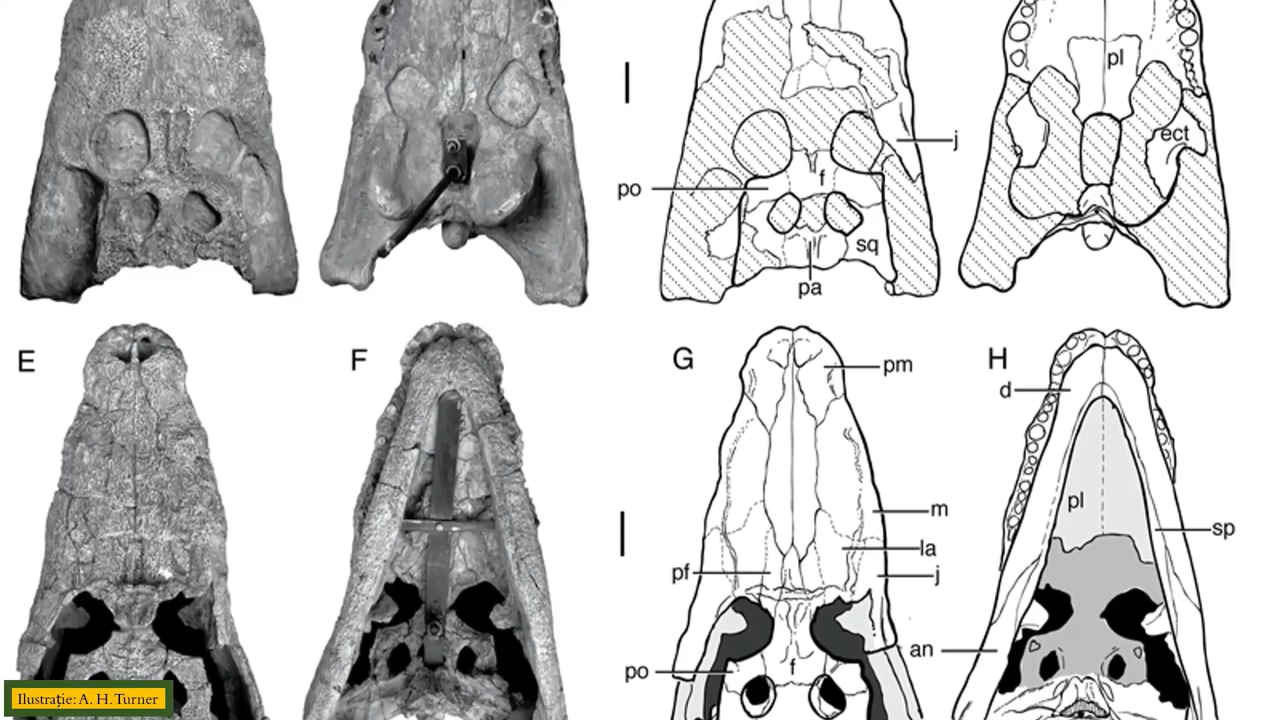 pl
j
ect
po
f
sq
pa
E
F
G
H
pm
d
pl
m
sp
la
pf
j
an
po
f
Ilustrație: A. H. Turner